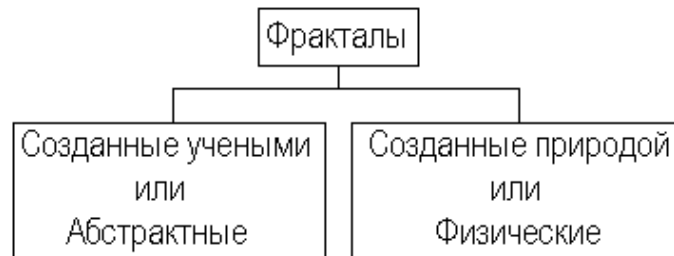 Фракталы
Созданные учеными
или
Абстрактные
Созданные природой
или
Физические